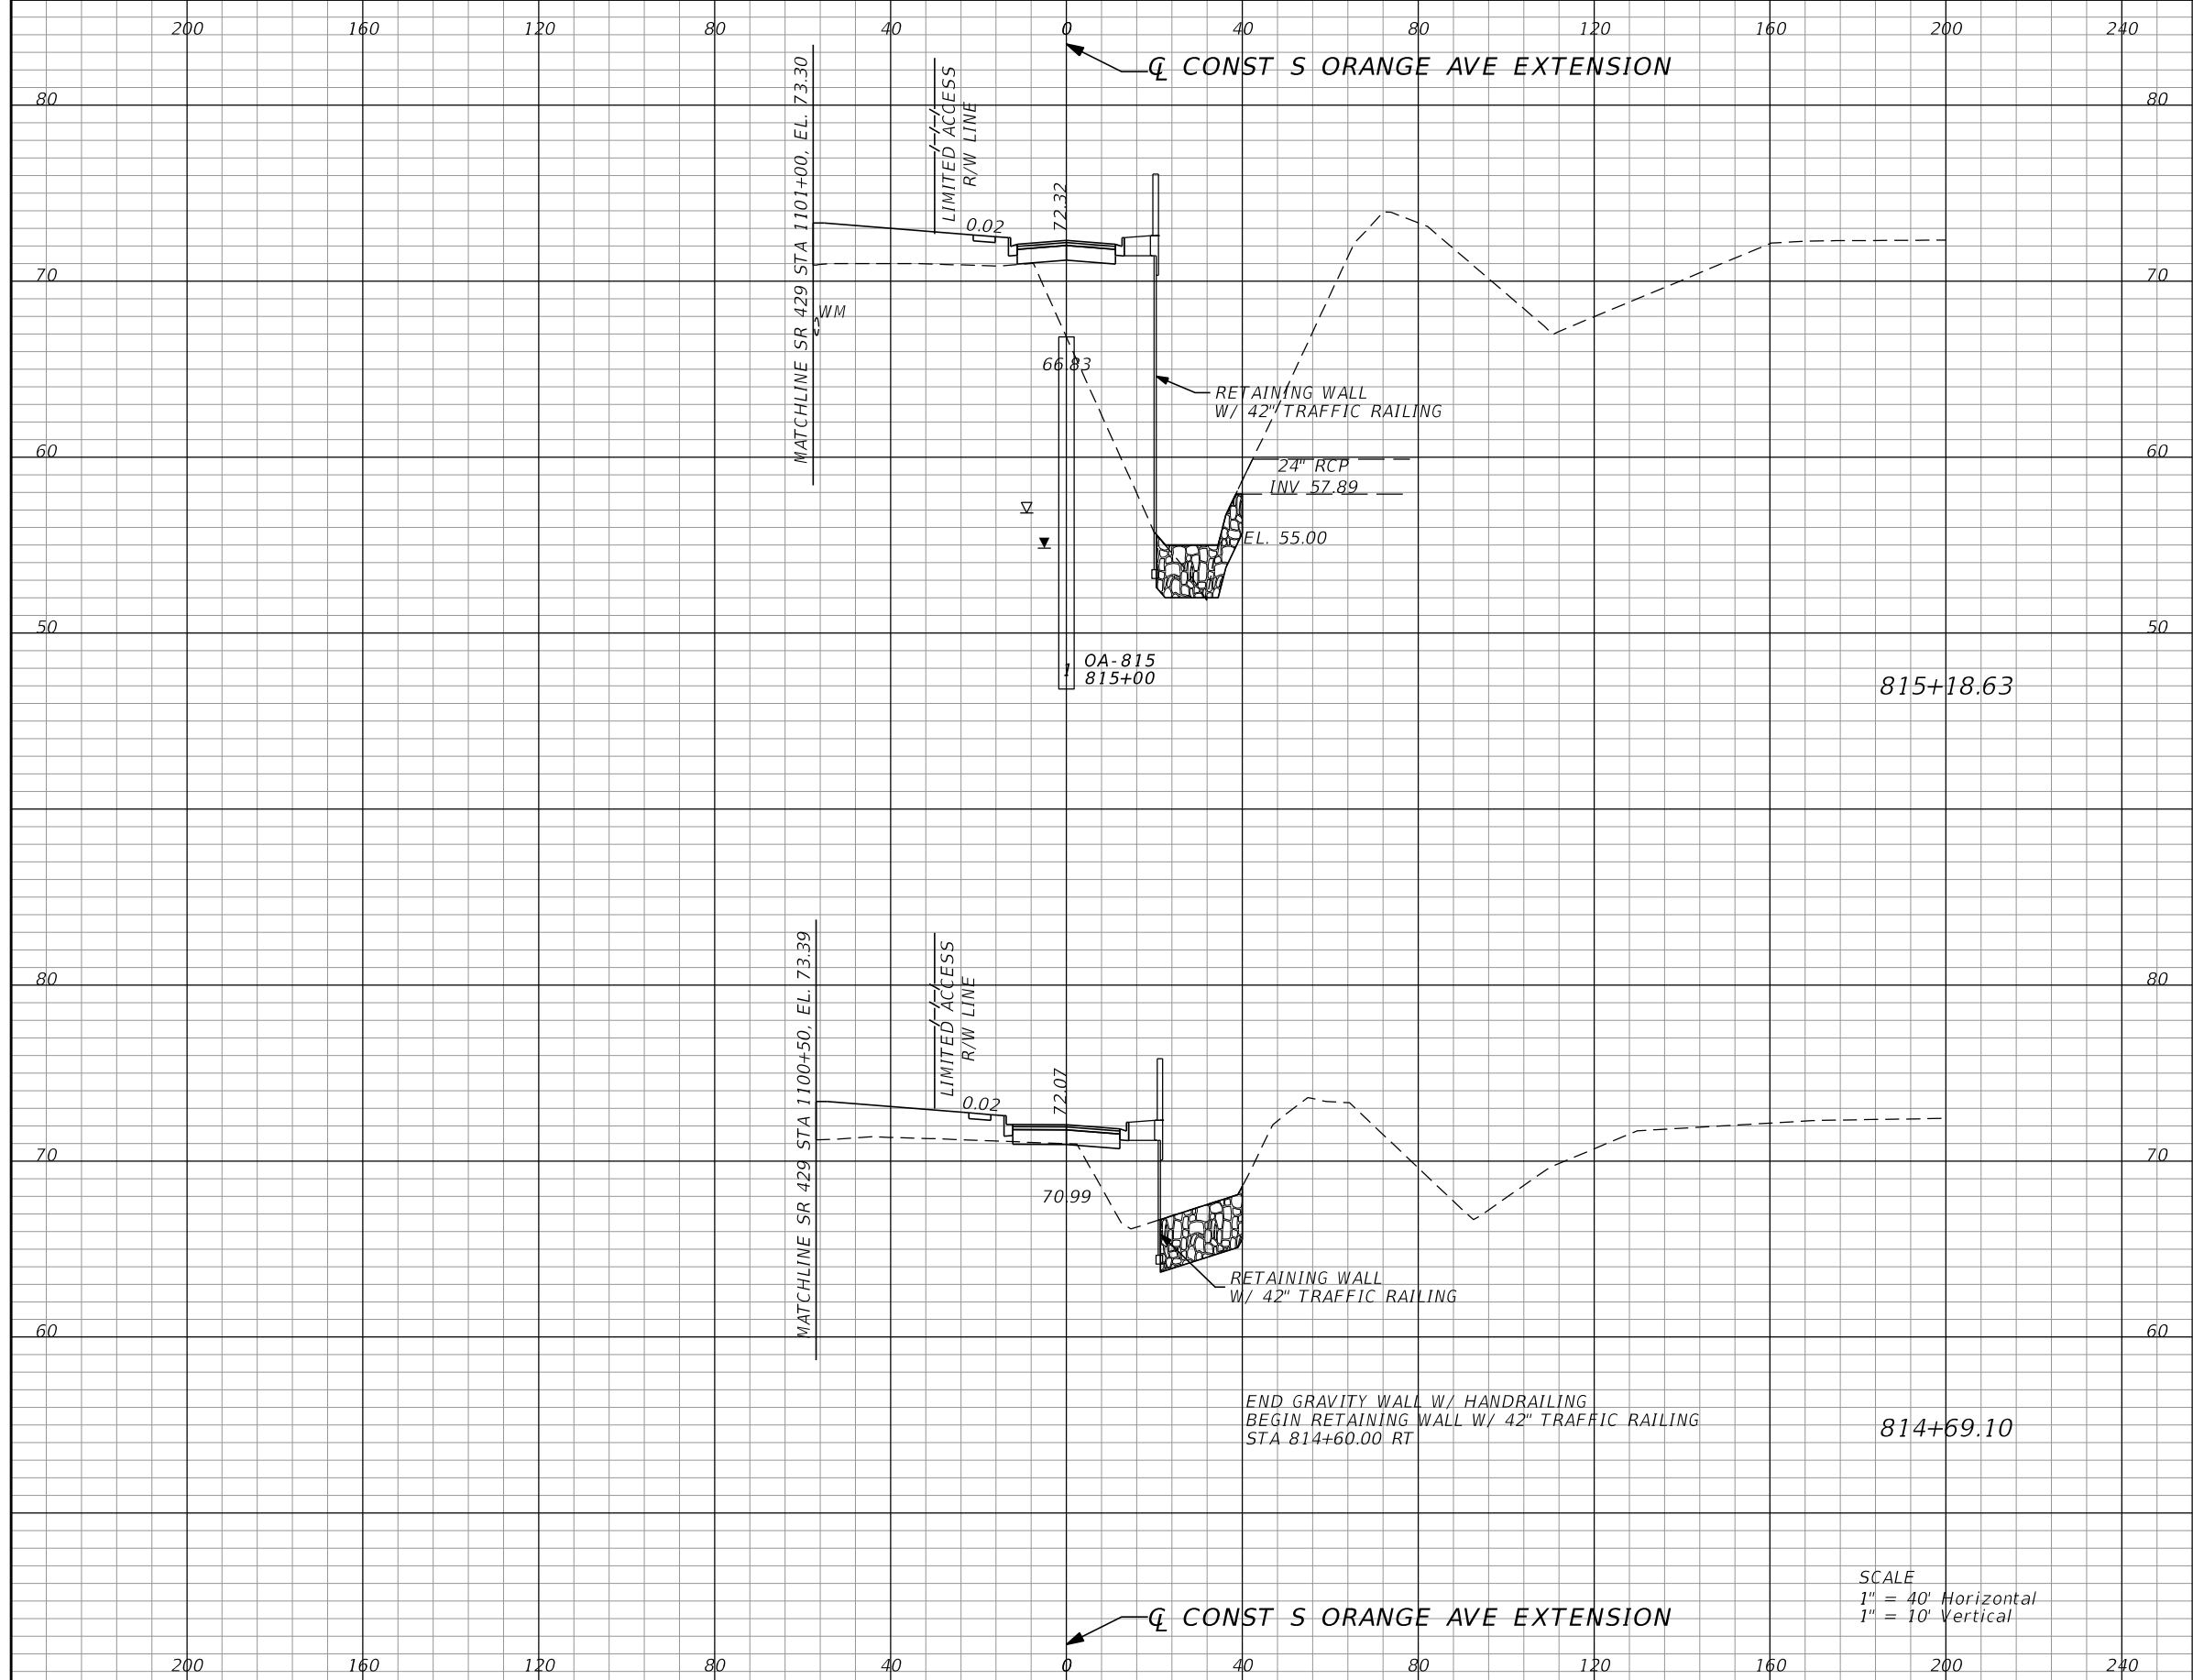 200 160 120 80 40 0 40 80 120 160 200 240
℄ CONST S ORANGE AVE EXTENSION
MATCHLINE SR 429 STA 1101+00, EL. 73.30
LIMITED ACCESS
R/W LINE
80 80
72.32
0.02
70 70
WM
66.83
RETAINING WALL
W/ 42" TRAFFIC RAILING
60 60
24" RCP
INV 57.89
EL. 55.00
50 50
1
OA-815
815+00
815+18.63
MATCHLINE SR 429 STA 1100+50, EL. 73.39
LIMITED ACCESS
R/W LINE
80 80
72.07
0.02
70 70
70.99
RETAINING WALL
W/ 42" TRAFFIC RAILING
60 60
END GRAVITY WALL W/ HANDRAILING
BEGIN RETAINING WALL W/ 42" TRAFFIC RAILING
STA 814+60.00 RT
814+69.10
SCALE
1" = 40' Horizontal
1" = 10' Vertical
℄ CONST S ORANGE AVE EXTENSION
200 160 120 80 40 0 40 80 120 160 200 240